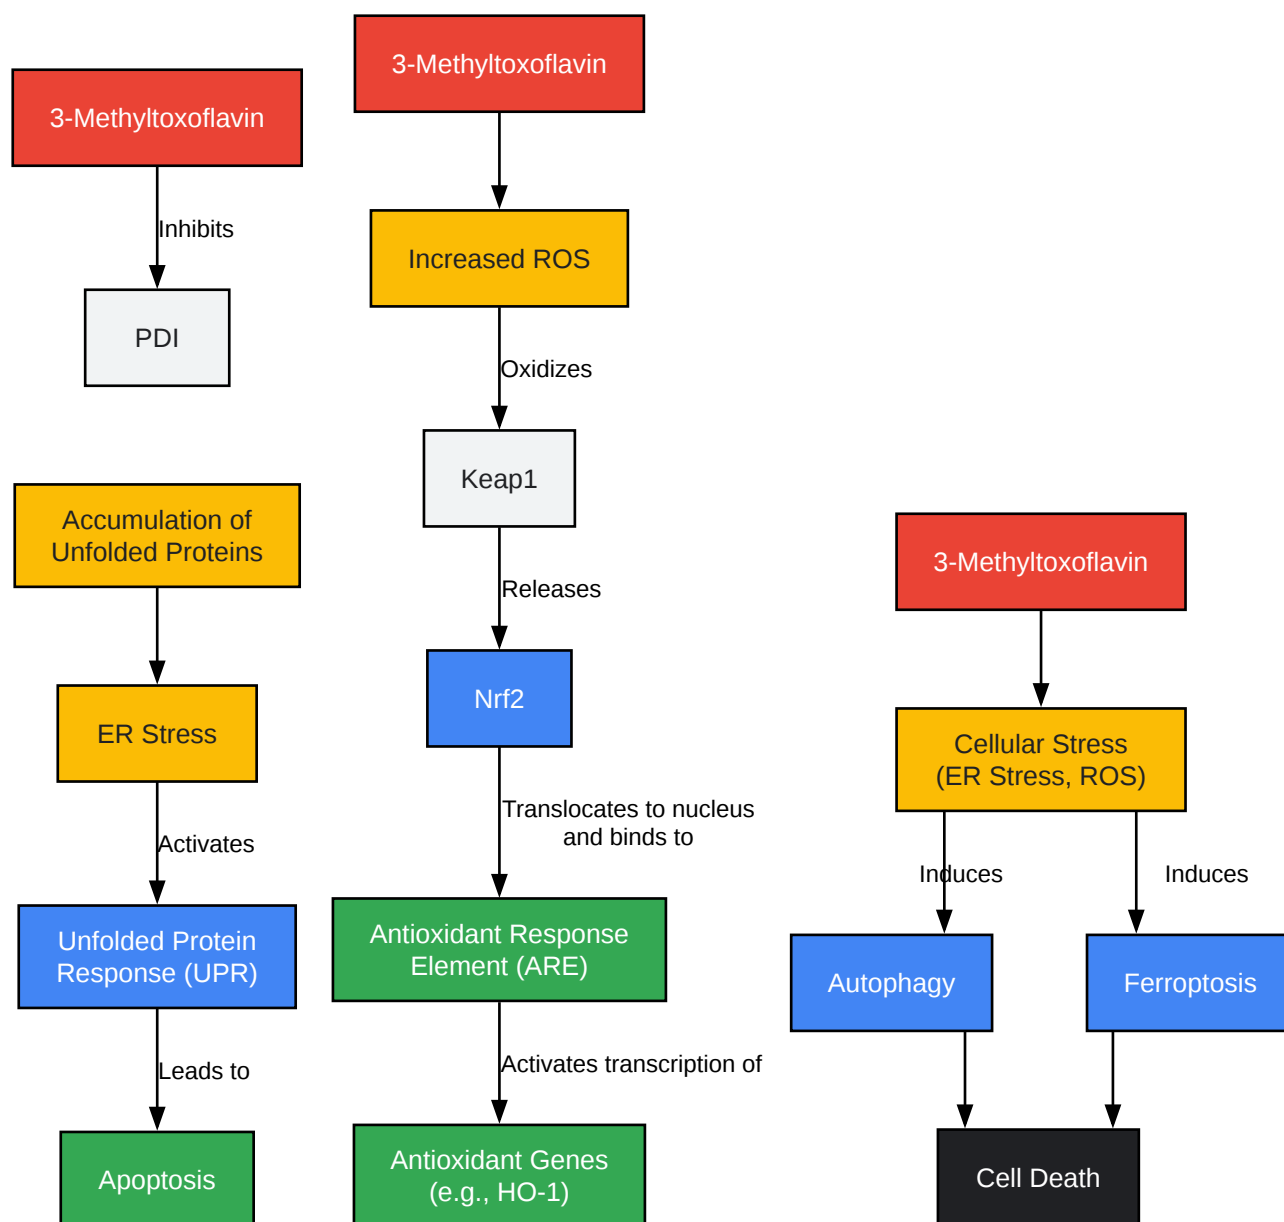 3-Methyltoxoflavin
Inhibits
PDI
Accumulation of
Unfolded Proteins
ER Stress
Activates
Unfolded Protein
Response (UPR)
Leads to
Apoptosis
3-Methyltoxoflavin
Increased ROS
Oxidizes
Keap1
Releases
Nrf2
Translocates to nucleus
and binds to
Antioxidant Response
Element (ARE)
Activates transcription of
Antioxidant Genes
(e.g., HO-1)
3-Methyltoxoflavin
Cellular Stress
(ER Stress, ROS)
Induces
Induces
Autophagy
Ferroptosis
Cell Death